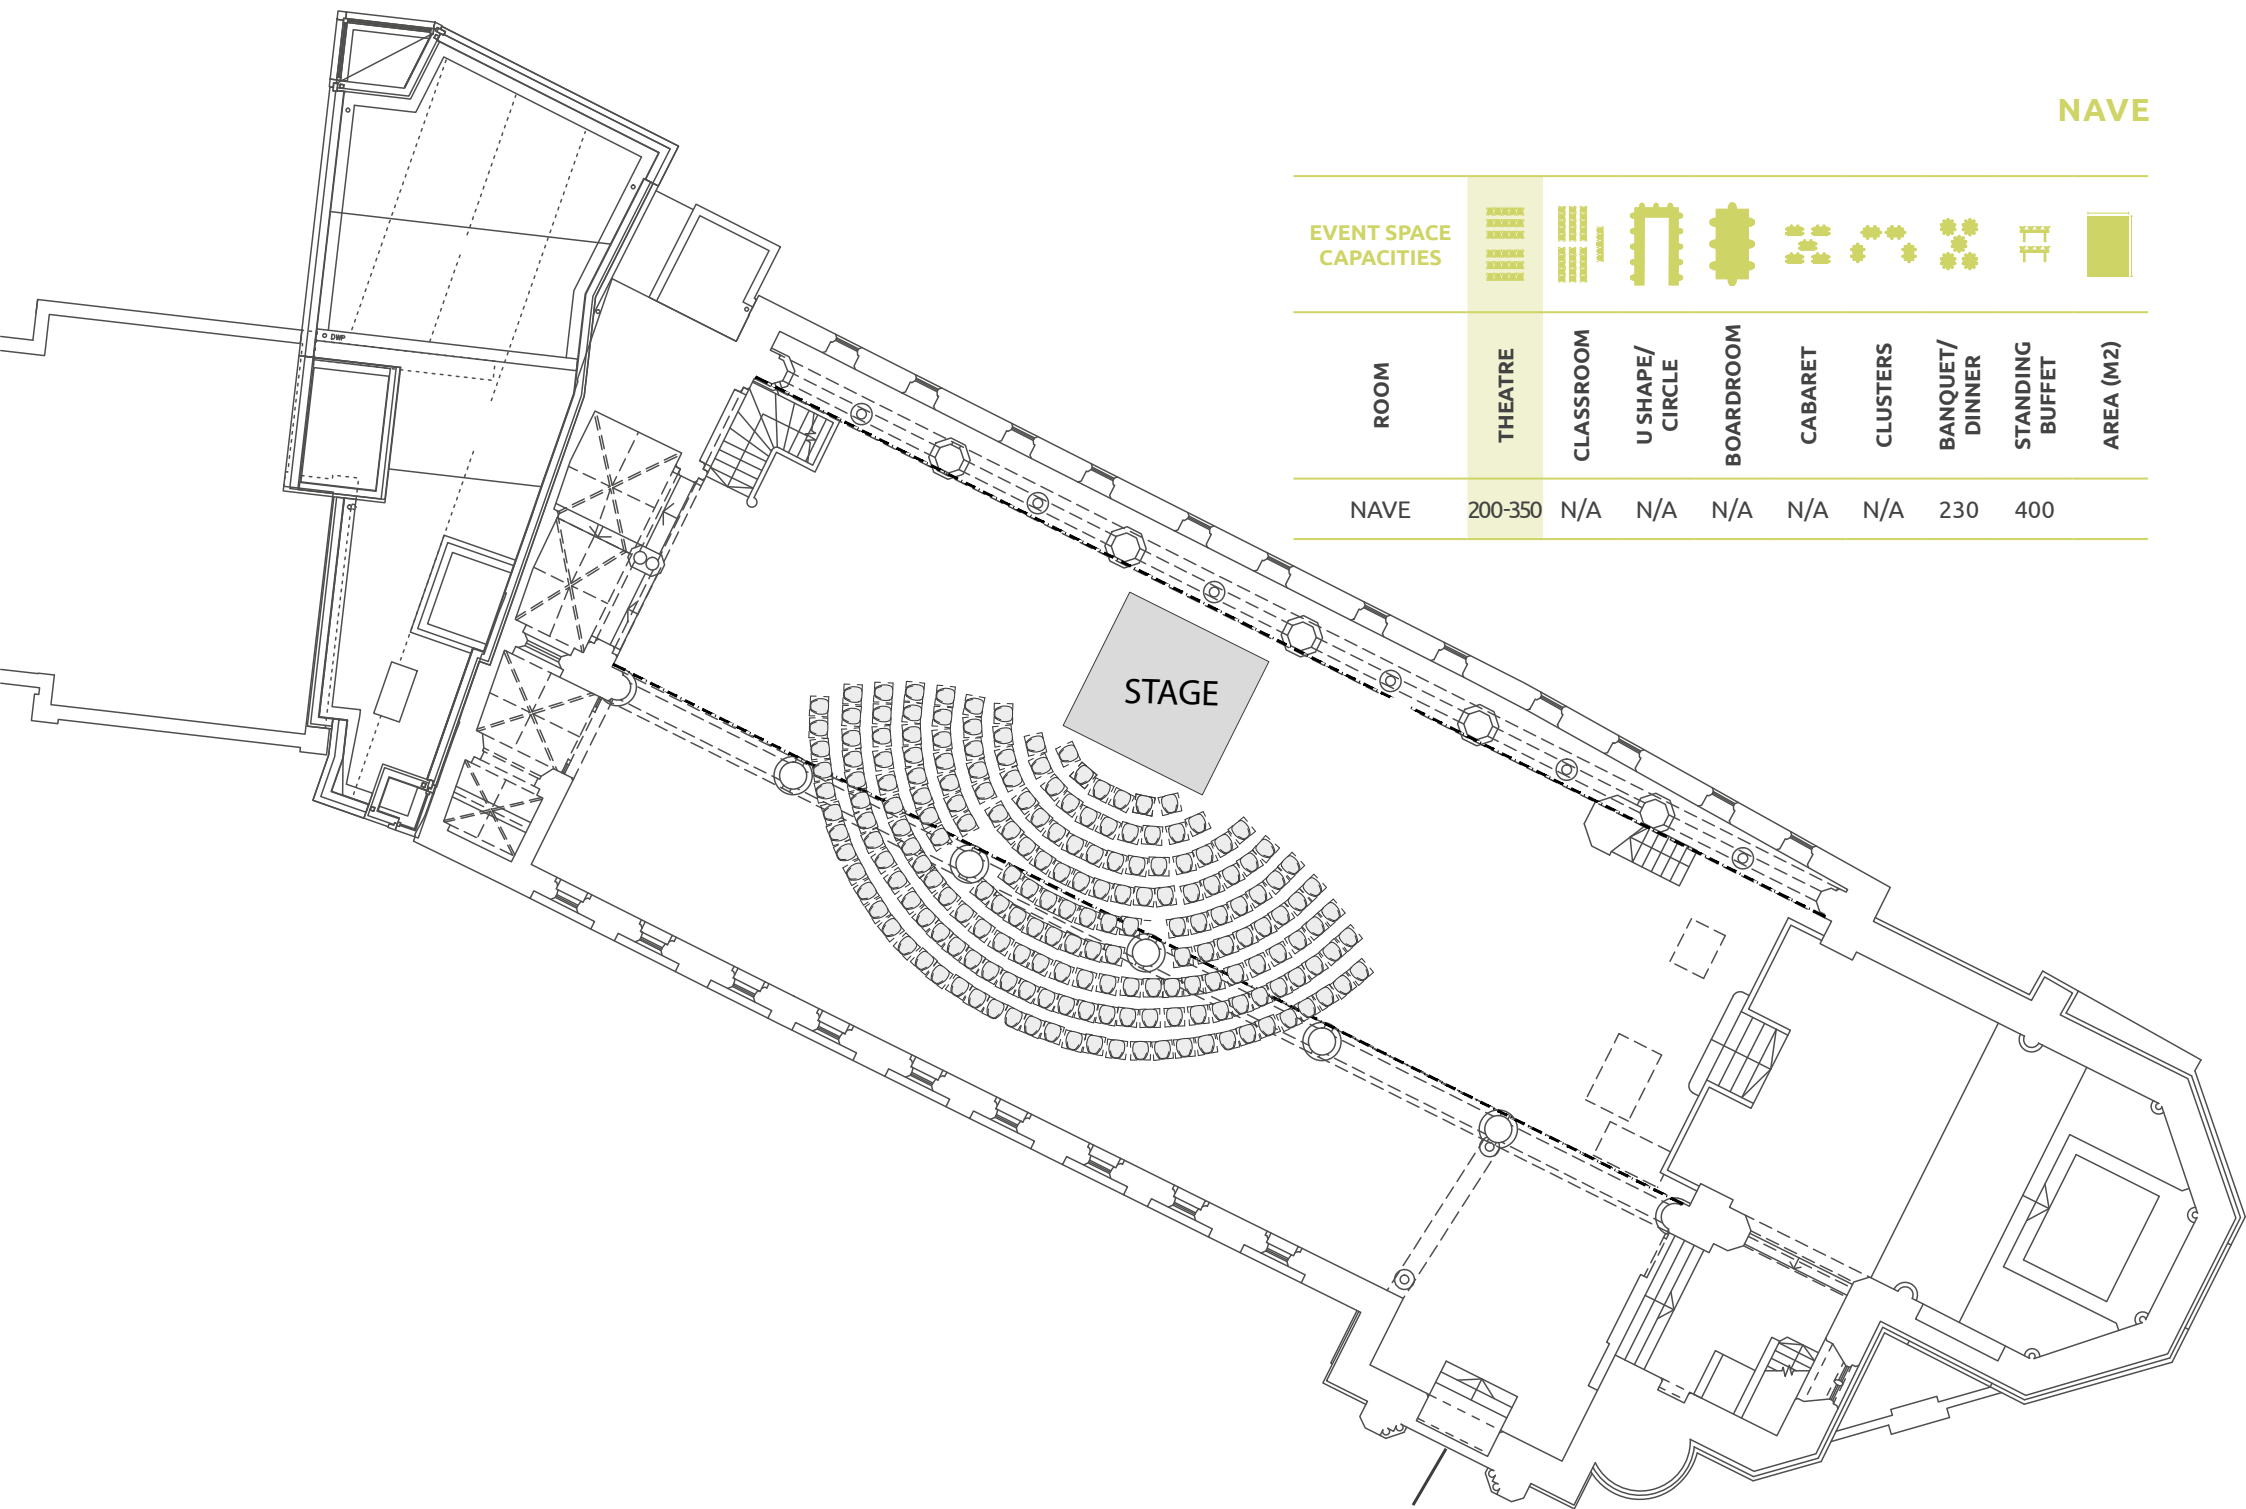 NAVE
EVENT SPACE
CAPACITIES
ROOM
THEATRE
CLASSROOM
U SHAPE/
CIRCLE
BOARDROOM
CABARET
CLUSTERS
BANQUET/
DINNER
STANDING
BUFFET
AREA (M2)
NAVE 200-350 N/A N/A N/A N/A N/A 230 400
DWP
STAGE